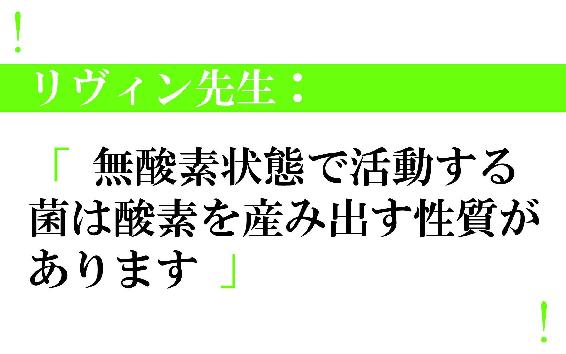 !
リヴィン先生：
「 無酸素状態で活動する
菌は酸素を産み出す性質が
あります 」
!